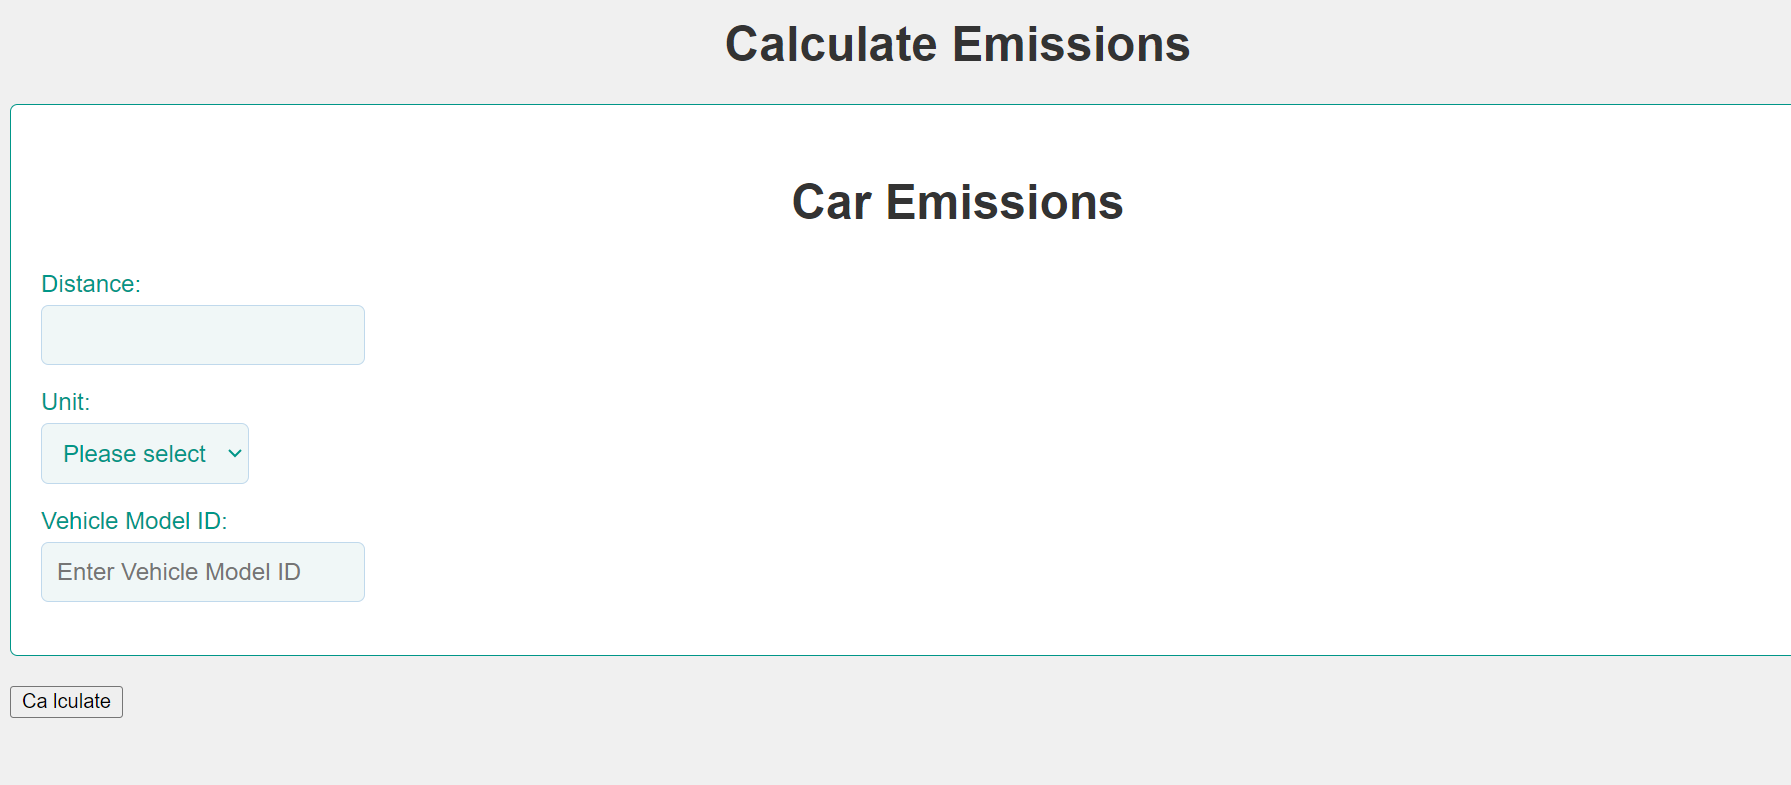 Calculate Emissions
Car Emissions
Distance:
Unit:
Please select
Vehicle Model ID:
Enter Vehicle Model ID
Ca lculate